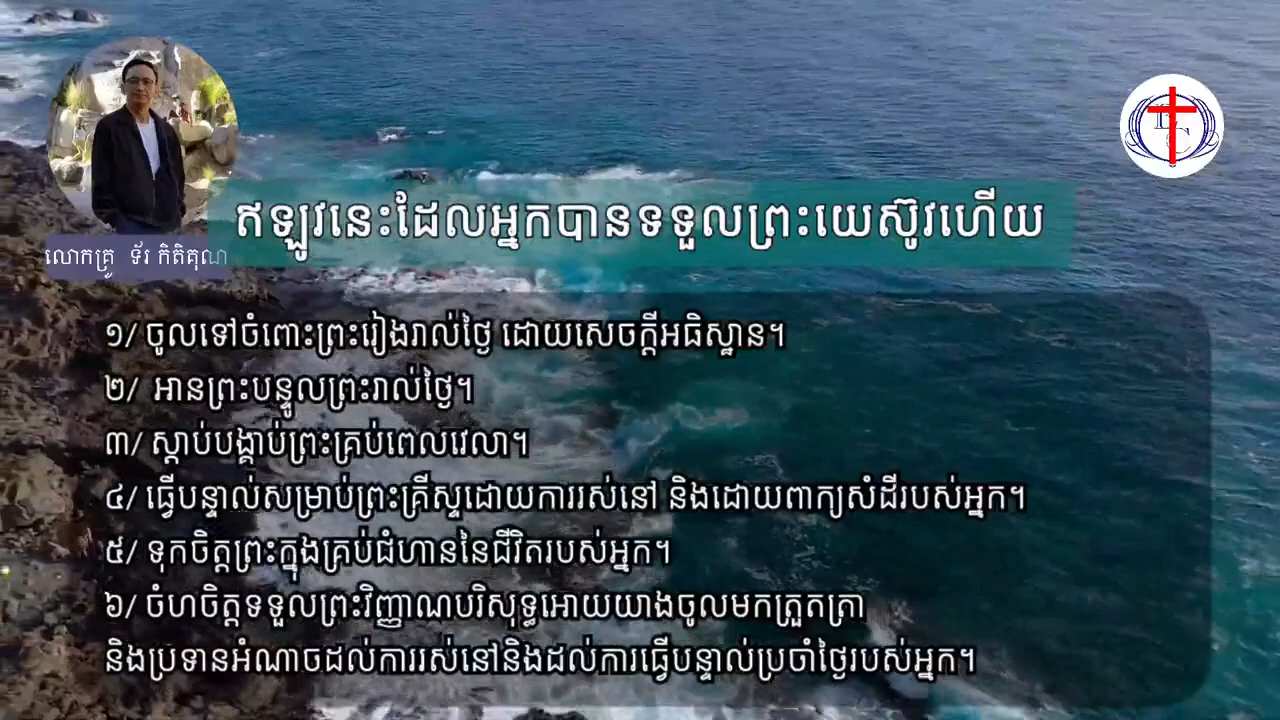 ឥឡូវនេះដែលអ្នកបានទទួលព្រះយេស៊ូវហើយ
លោកគ្រូ ទ័រ កិតិគុណ
១/ ចូលទៅចំពោះព្រះរៀងរាល់ថ្ងៃ ដោយសេចក្តីអធិស្ឋាន។
២/ អានព្រះបន្ទូលព្រះរាល់ថ្ងៃ។
៣/ ស្តាប់បង្គាប់ព្រះគ្រប់ពេលវេលា។
៤/ ធ្វើបន្ទាល់សម្រាប់ព្រះគ្រីស្ទដោយការរស់នៅ និងដោយពាក្យសំដីរបស់អ្នក។
៥/ ទុកចិត្តព្រះក្នុងគ្រប់ជំហាននៃជីវិតរបស់អ្នក។
៦/ ចំហចិត្តទទួលព្រះវិញ្ញាណបរិសុទ្ធអោយយាងចូលមកត្រួតត្រា
និងប្រទានអំណាចដល់ការរស់នៅនិងដល់ការធ្វើបន្ទាល់ប្រចាំថ្ងៃរបស់អ្នក។